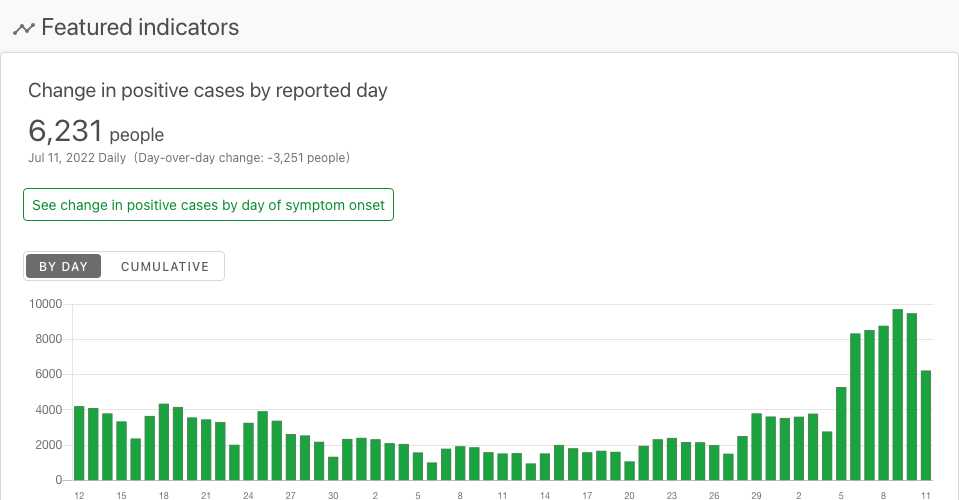 Featured indicators
Change in positive cases by reported day
6,231 people
Jul 11, 2022 Daily (Day-over-day change: -3,251 people)
See change in positive cases by day of symptom onset
BY DAY CUMULATIVE
10000
8000
6000
4000
2000
0
12 15 18 21 24 27 30 2 5 8 11 14 17 20 23 26 29 2 5 8 11